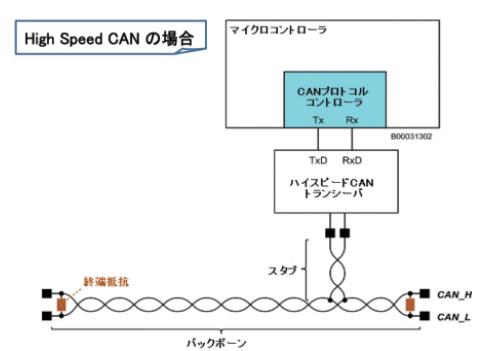 High Speed CAN の場合
マイクロコントローラ
CANプロトコル
コントローラ
Tx Rx
B00031302
TxD RxD
ハイスピードCAN
トランシーバ
スタブ
終端抵抗
CAN_H
CAN_L
バックボーン